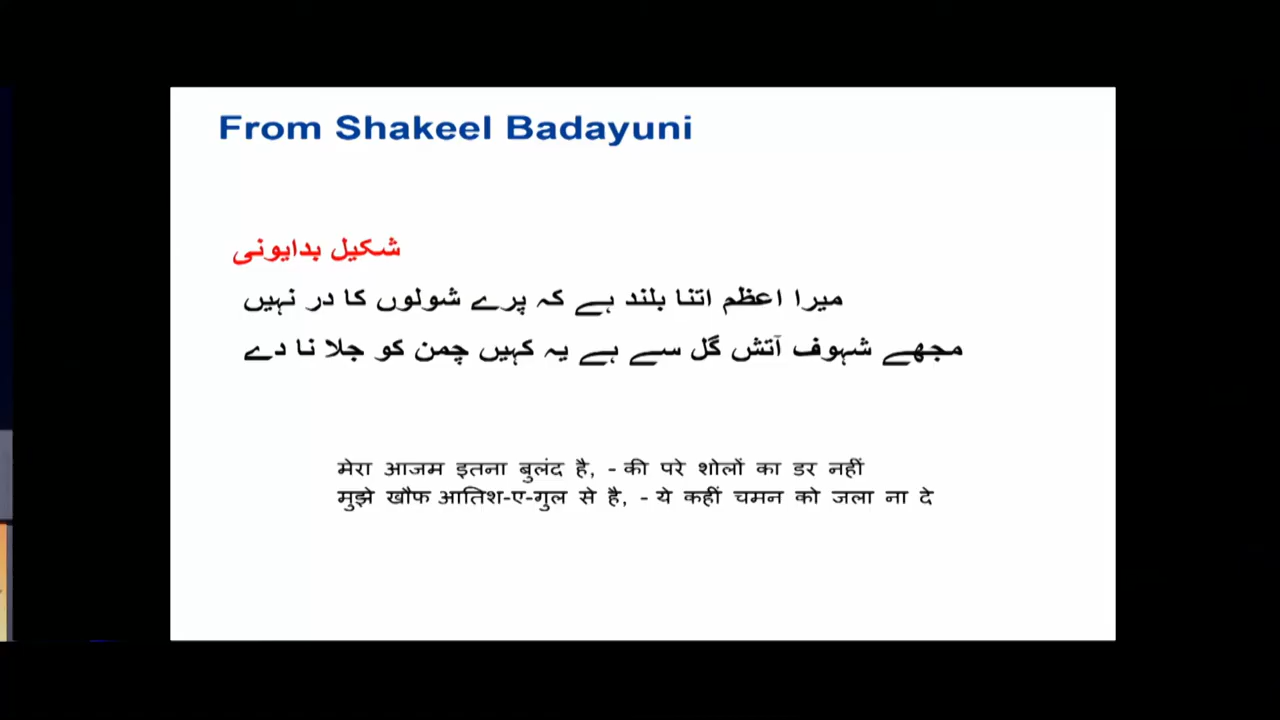 From Shakeel Badayuni
شکیل بدایونی
میرا اعظم اتنا بلند ہے کہ پرے شولوں کا در نہیں
مجھے شہوف آتش گل سے ہے یہ کہیں چمن کو جلا نا دے
मेरा आजम इतना बुलंद है, - की परे शोलों का डर नहीं
मुझे खौफ आतिश-ए-गुल से है, - ये कहीं चमन को जला ना दे